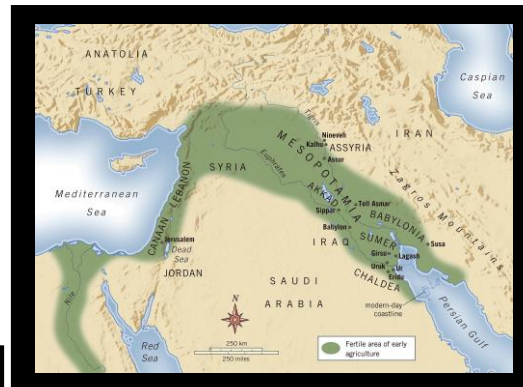 ANATOLIA
TURKEY
Caspian
Sea
Tigris
Nineveh
Kalhu
ASSYRIA
Assur
IRAN
MESOPOTAMIA
SYRIA
Euphrates
Zagros Mountains
Mediterranean
Sea
LEBANON
CANAAN
AKKAD
Tell Asmar
Sippar
BABYLONIA
Jerusalem
Dead
Sea
Babylon
Susa
IRAQ
SUMER
Girsu
Lagash
JORDAN
Uruk
Ur
Eridu
CHALDEA
Nile
SAUDI
ARABIA
N
modern-day
coastline
Persian Gulf
Red
Sea
250 km
250 miles
Fertile area of early
agriculture